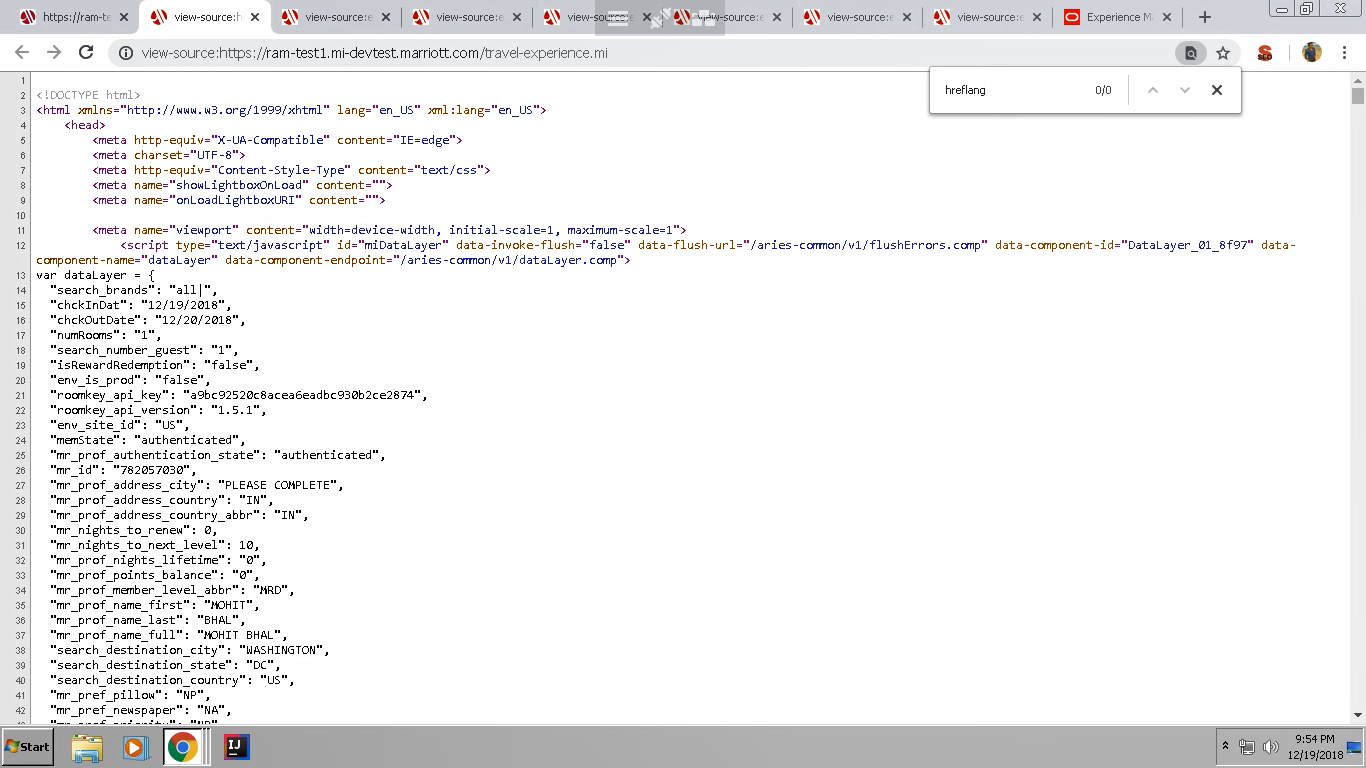 https://ram-te
view-source:h
view-source:e
view-source:e
view-source:e
view-source:e
view-source:e
view-source:e
Experience M
view-source:https://ram-test1.mi-devtest.marriott.com/travel-experience.mi
hreflang 0/0
1
2 <!DOCTYPE html>
3 <html xmlns="http://www.w3.org/1999/xhtml" lang="en_US" xml:lang="en_US">
4 <head>
5 <meta http-equiv="X-UA-Compatible" content="IE=edge">
6 <meta charset="UTF-8">
7 <meta http-equiv="Content-Style-Type" content="text/css">
8 <meta name="showLightboxOnLoad" content="">
9 <meta name="onLoadLightboxURI" content="">
10
11 <meta name="viewport" content="width=device-width, initial-scale=1, maximum-scale=1">
12 <script type="text/javascript" id="miDataLayer" data-invoke-flush="false" data-flush-url="/aries-common/v1/flushErrors.comp" data-component-id="DataLayer_01_8f97" data-
component-name="dataLayer" data-component-endpoint="/aries-common/v1/dataLayer.comp">
13 var dataLayer = {
14 "search_brands": "all|",
15 "chckInDat": "12/19/2018",
16 "chckOutDate": "12/20/2018",
17 "numRooms": "1",
18 "search_number_guest": "1",
19 "isRewardRedemption": "false",
20 "env_is_prod": "false",
21 "roomkey_api_key": "a9bc92520c8acea6eadbc930b2ce2874",
22 "roomkey_api_version": "1.5.1",
23 "env_site_id": "US",
24 "memState": "authenticated",
25 "mr_prof_authentication_state": "authenticated",
26 "mr_id": "782057030",
27 "mr_prof_address_city": "PLEASE COMPLETE",
28 "mr_prof_address_country": "IN",
29 "mr_prof_address_country_abbr": "IN",
30 "mr_nights_to_renew": 0,
31 "mr_nights_to_next_level": 10,
32 "mr_prof_nights_lifetime": "0",
33 "mr_prof_points_balance": "0",
34 "mr_prof_member_level_abbr": "MRD",
35 "mr_prof_name_first": "MOHIT",
36 "mr_prof_name_last": "BHAL",
37 "mr_prof_name_full": "MOHIT BHAL",
38 "search_destination_city": "WASHINGTON",
39 "search_destination_state": "DC",
40 "search_destination_country": "US",
41 "mr_pref_pillow": "NP",
42 "mr_pref_newspaper": "NA",
Start
IJ
9:54 PM
12/19/2018